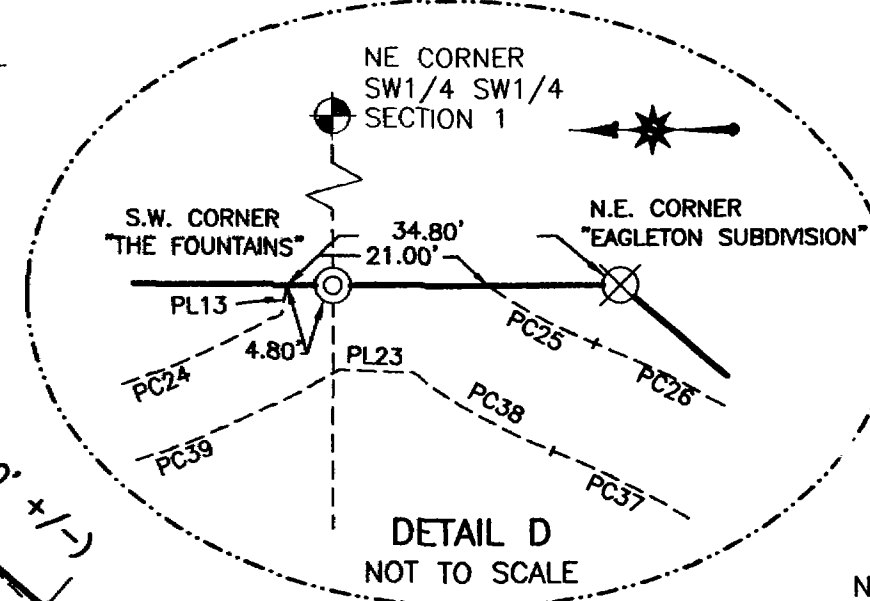 NE CORNER
SW1/4 SW1/4
SECTION 1
S.W. CORNER
"THE FOUNTAINS"
N.E. CORNER
"EAGLETON SUBDIVISION"
34.80'
21.00'
PL13
4.80'
PC24
PL23
PC25
PC26
PC39
PC38
PC37
+/-)
DETAIL D
NOT TO SCALE
N